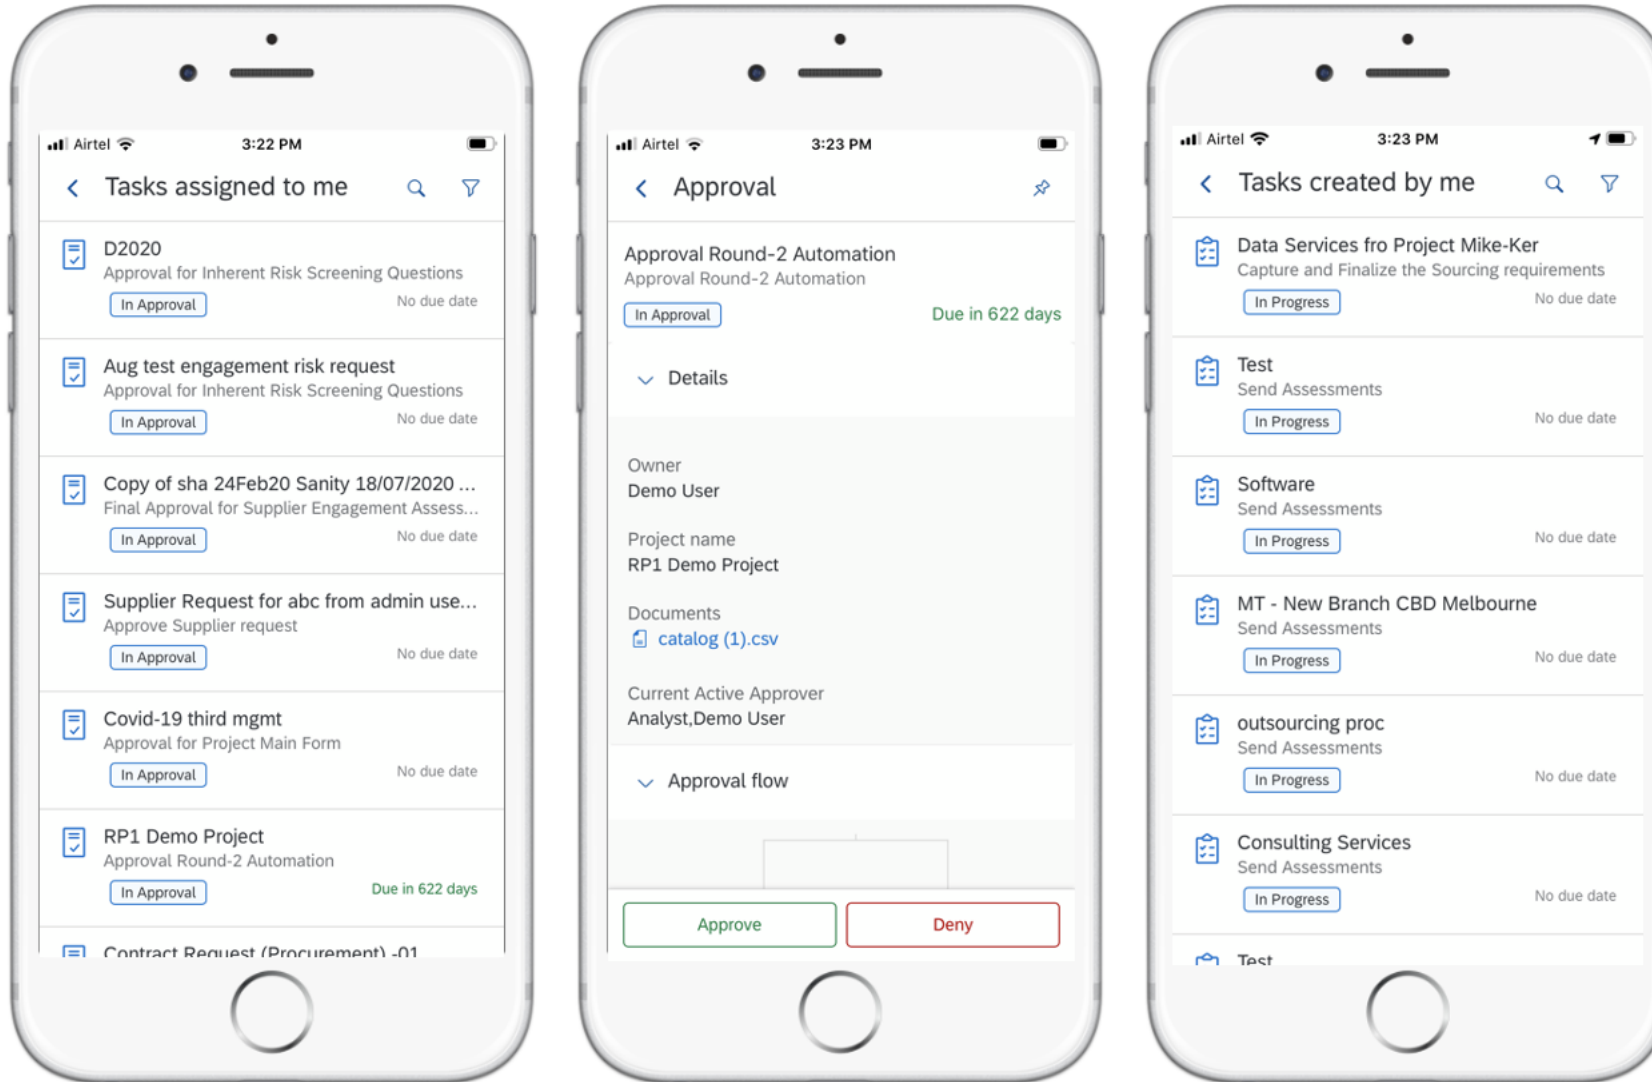 Airtel
3:22 PM
Tasks assigned to me
D2020
Approval for Inherent Risk Screening Questions
In Approval
No due date
Aug test engagement risk request
Approval for Inherent Risk Screening Questions
In Approval
No due date
Copy of sha 24Feb20 Sanity 18/07/2020 ...
Final Approval for Supplier Engagement Assess...
In Approval
No due date
Supplier Request for abc from admin use...
Approve Supplier request
In Approval
No due date
Covid-19 third mgmt
Approval for Project Main Form
In Approval
No due date
RP1 Demo Project
Approval Round-2 Automation
In Approval
Due in 622 days
Contract Request (Procurement) -01
Airtel
3:23 PM
Approval
Approval Round-2 Automation
Approval Round-2 Automation
In Approval
Due in 622 days
Details
Owner
Demo User
Project name
RP1 Demo Project
Documents
catalog (1).csv
Current Active Approver
Analyst,Demo User
Approval flow
Approve
Deny
Airtel
3:23 PM
Tasks created by me
Data Services fro Project Mike-Ker
Capture and Finalize the Sourcing requirements
In Progress
No due date
Test
Send Assessments
In Progress
No due date
Software
Send Assessments
In Progress
No due date
MT - New Branch CBD Melbourne
Send Assessments
In Progress
No due date
outsourcing proc
Send Assessments
In Progress
No due date
Consulting Services
Send Assessments
In Progress
No due date
Test